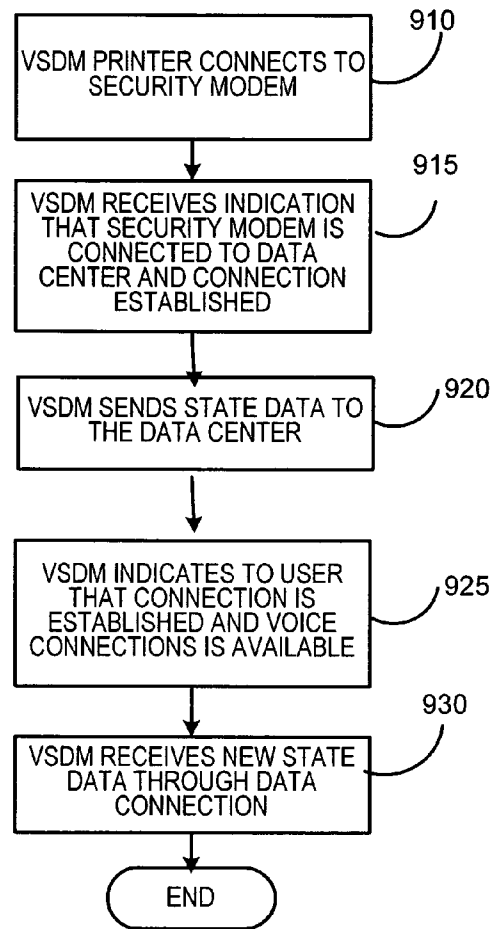 910
VSDM PRINTER CONNECTS TO
SECURITY MODEM
915
VSDM RECEIVES INDICATION
THAT SECURITY MODEM IS
CONNECTED TO DATA
CENTER AND CONNECTION
ESTABLISHED
920
VSDM SENDS STATE DATA TO
THE DATA CENTER
925
VSDM INDICATES TO USER
THAT CONNECTION IS
ESTABLISHED AND VOICE
CONNECTIONS IS AVAILABLE
930
VSDM RECEIVES NEW STATE
DATA THROUGH DATA
CONNECTION
END